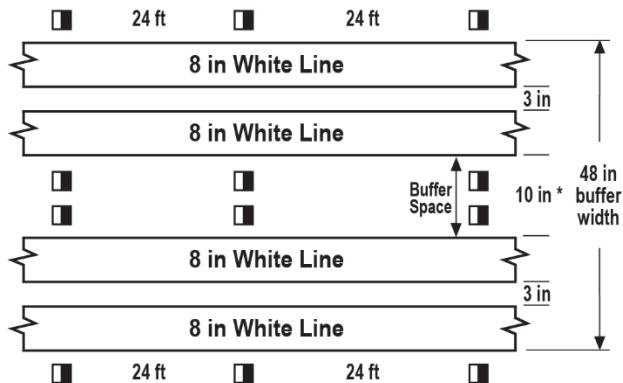 24 ft 24 ft
8 in White Line
3 in
8 in White Line
Buffer
Space
10 in *
48 in
buffer
width
8 in White Line
3 in
8 in White Line
24 ft 24 ft